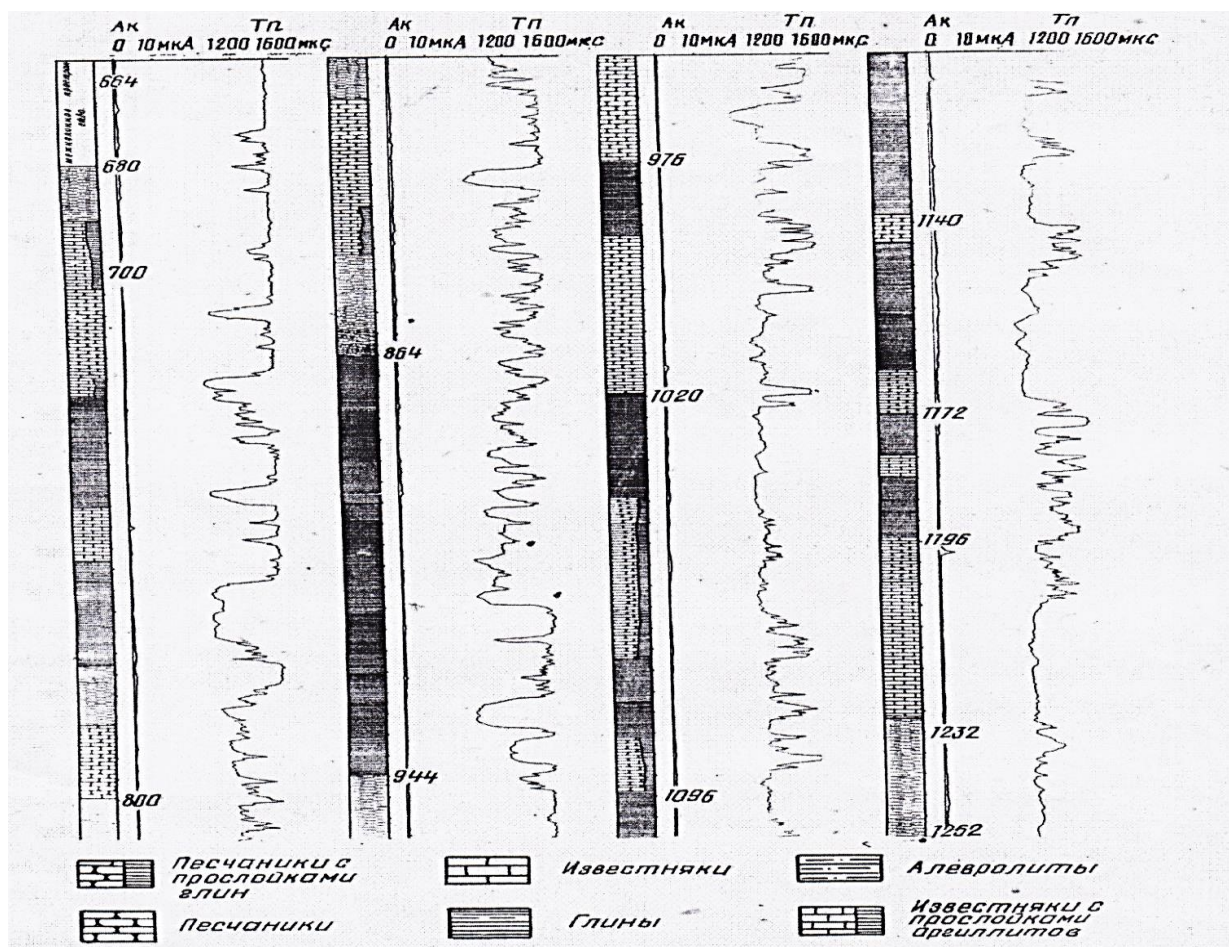 Ак Тп
0 10мкА 1200 1600мкс
664
680
700
800
Ак Тп
0 10мкА 1200 1600мкс
864
944
Ак Тп
0 10мкА 1200 1600мкс
976
1020
1096
Ак Тп
0 10мкА 1200 1600мкс
1140
1172
1196
1232
1252
Песчаники с
прослойками
глин
Песчаники
Известняки
Глины
Алевролиты
Известняки с
прослойками
аргиллитов